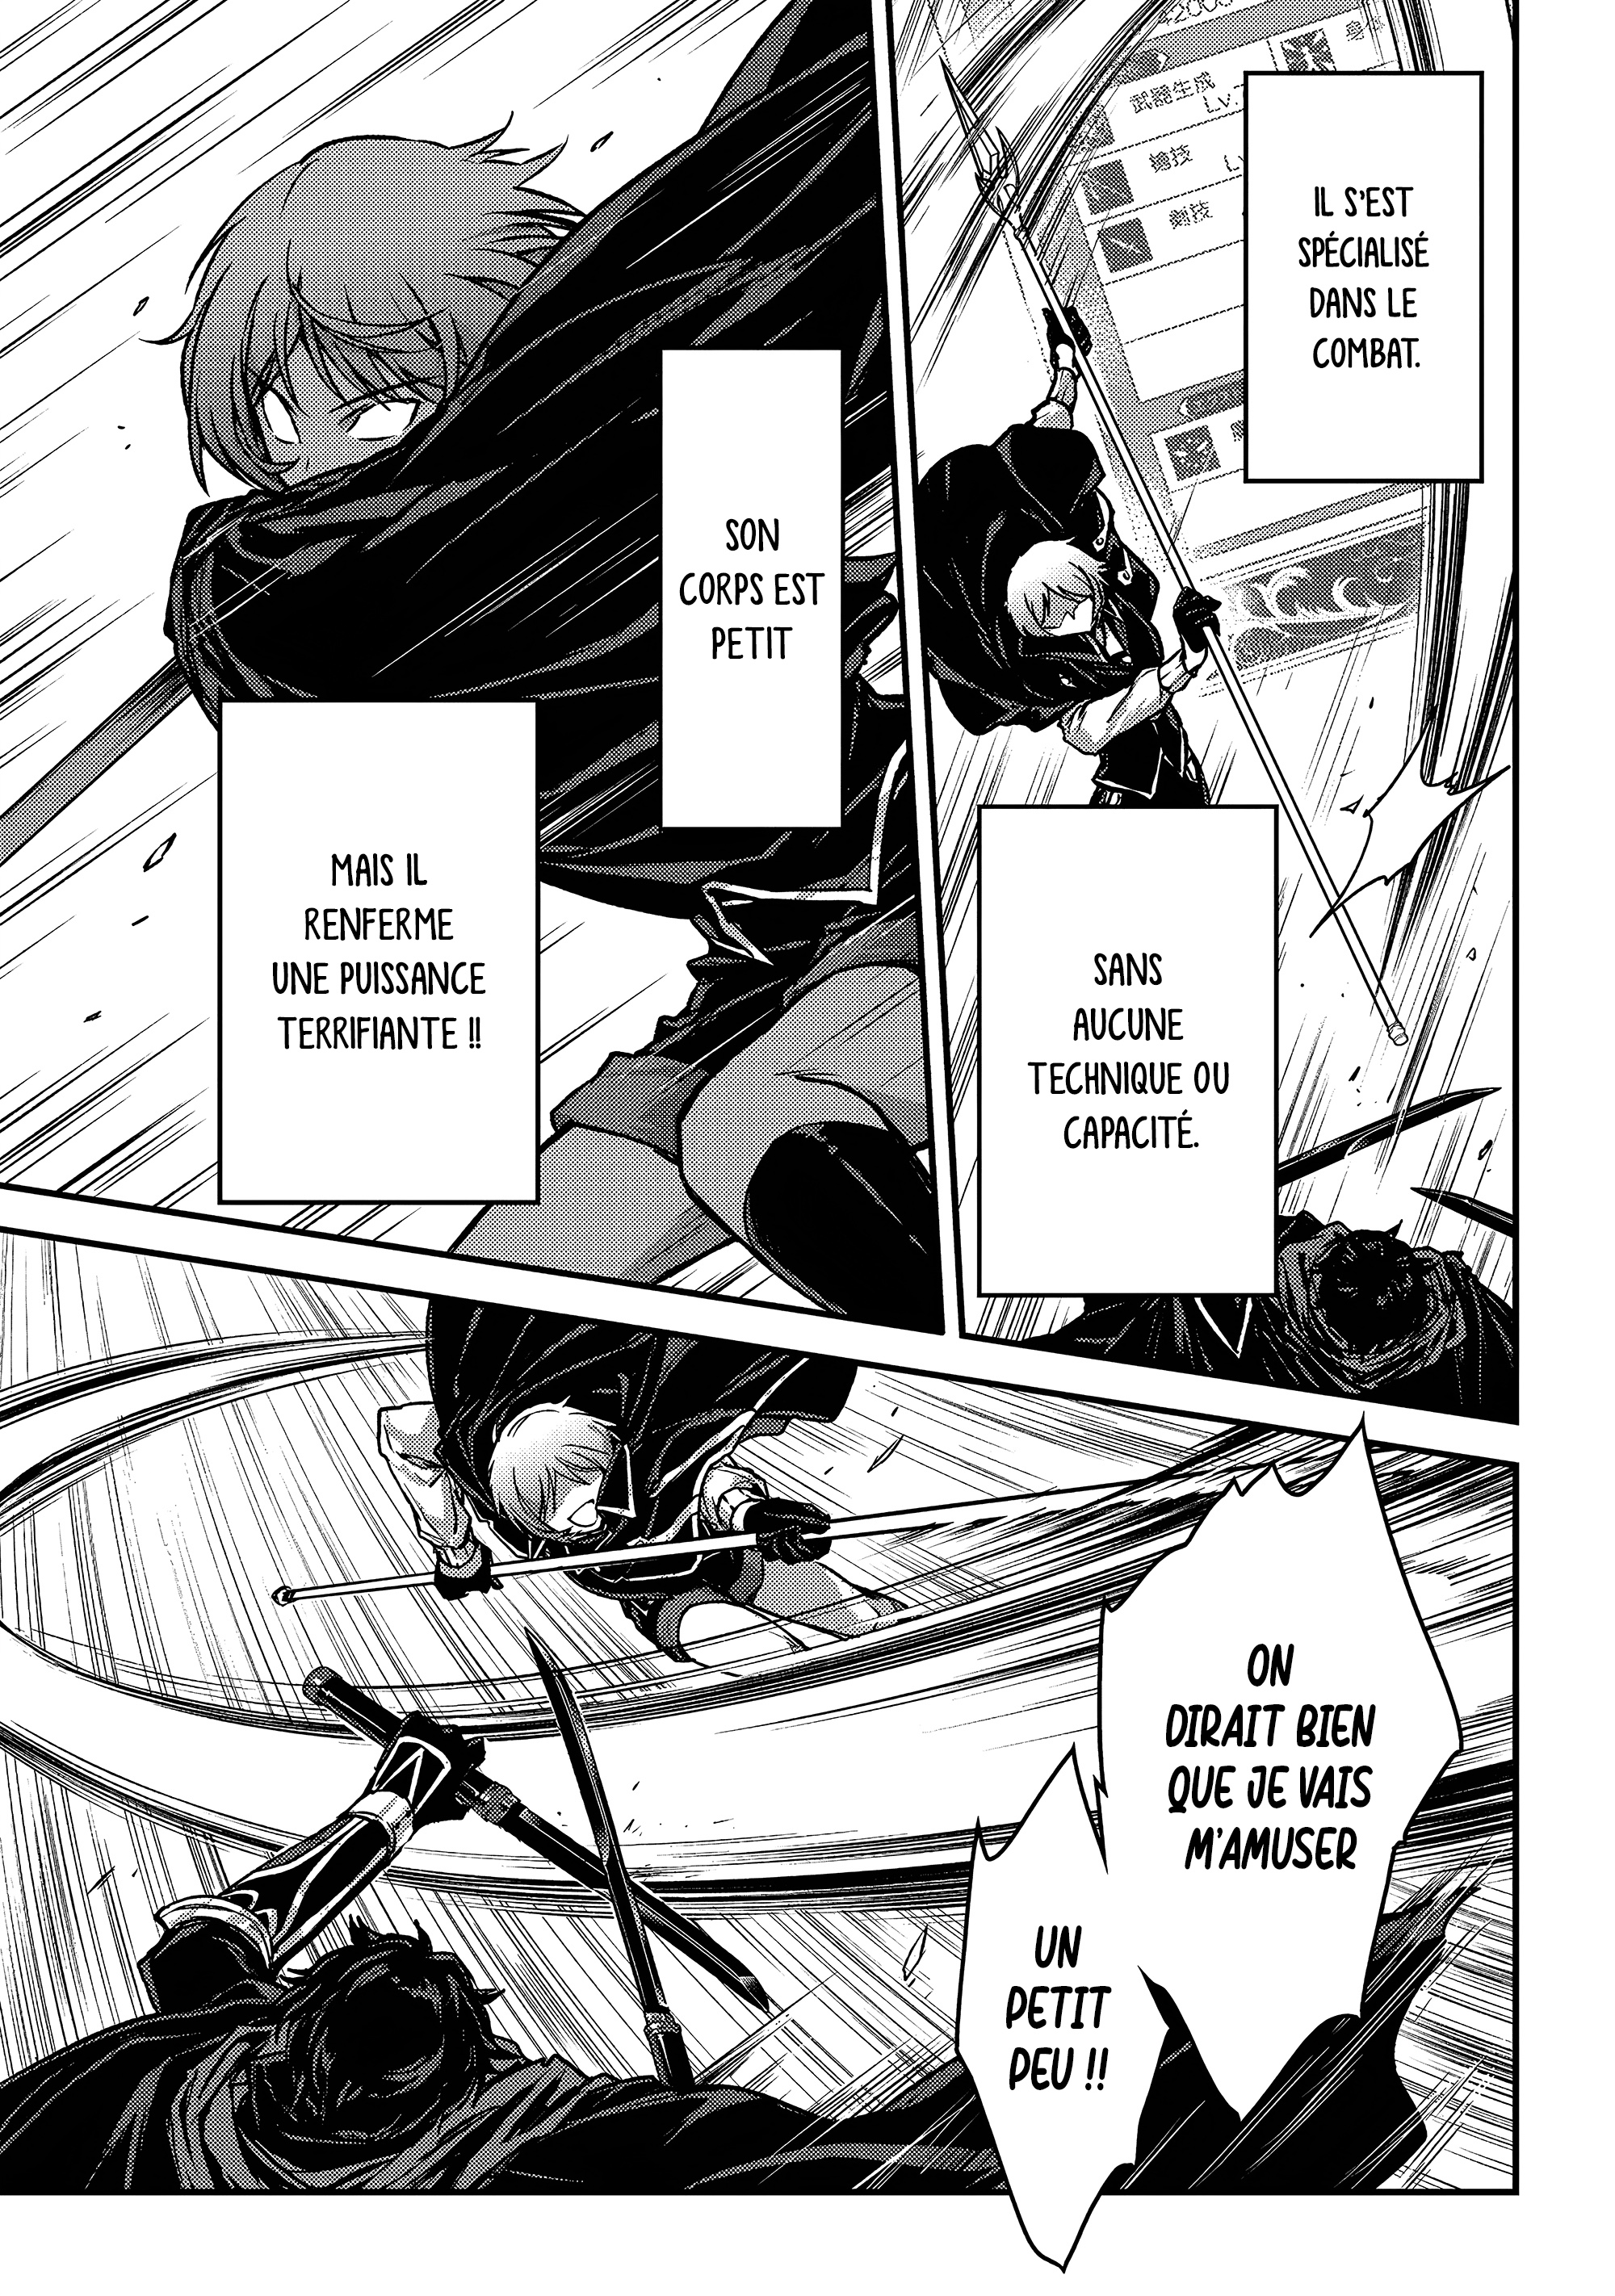 武器生成
Lv.
槍技
Lv
剣技
IL S'EST
SPÉCIALISÉ
DANS LE
COMBAT.
SANS
AUCUNE
TECHNIQUE OU
CAPACITÉ.
SON
CORPS EST
PETIT
MAIS IL
RENFERME
UNE PUISSANCE
TERRIFIANTE !!
ON
DIRAIT BIEN
QUE JE VAIS
M'AMUSER
UN
PETIT
PEU !!